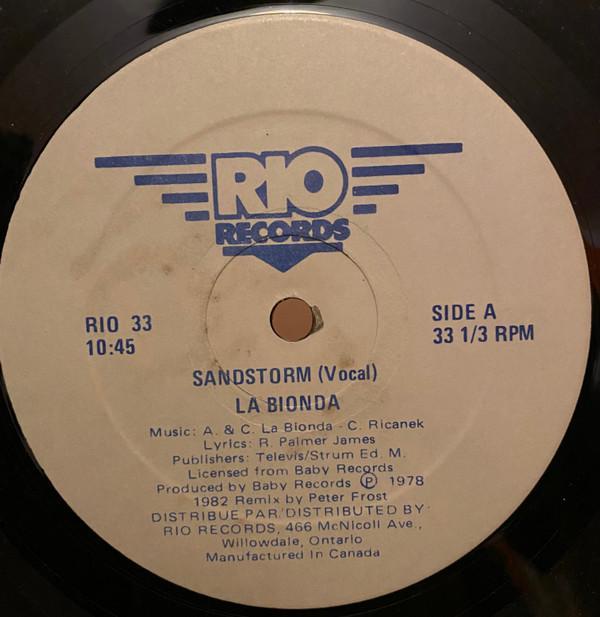 RIO
RECORDS
RIO 33
10:45
SIDE A
33 1/3 RPM
SANDSTORM (Vocal)
LA BIONDA
Music: A. & C. La Bionda - C. Ricanek
Lyrics: R. Palmer James
Publishers: Televis/Strum Ed. M.
Licensed from Baby Records
Produced by Baby Records Ⓟ 1978
1982 Remix by Peter Frost
DISTRIBUE PAR/DISTRIBUTED BY
RIO RECORDS, 466 McNicoll Ave.,
Willowdale, Ontario
Manufactured In Canada